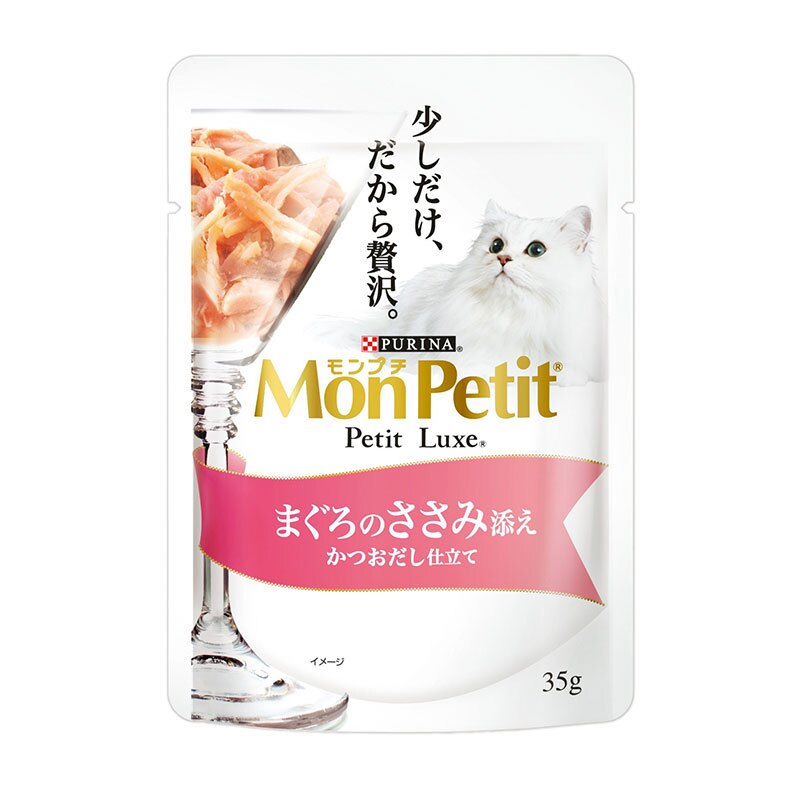 少しだけ、
だから贅沢。
PURINA®
モンプチ
MonPetit®
Petit Luxe®
まぐろのささみ添え
かつおだし仕立て
イメージ
35g